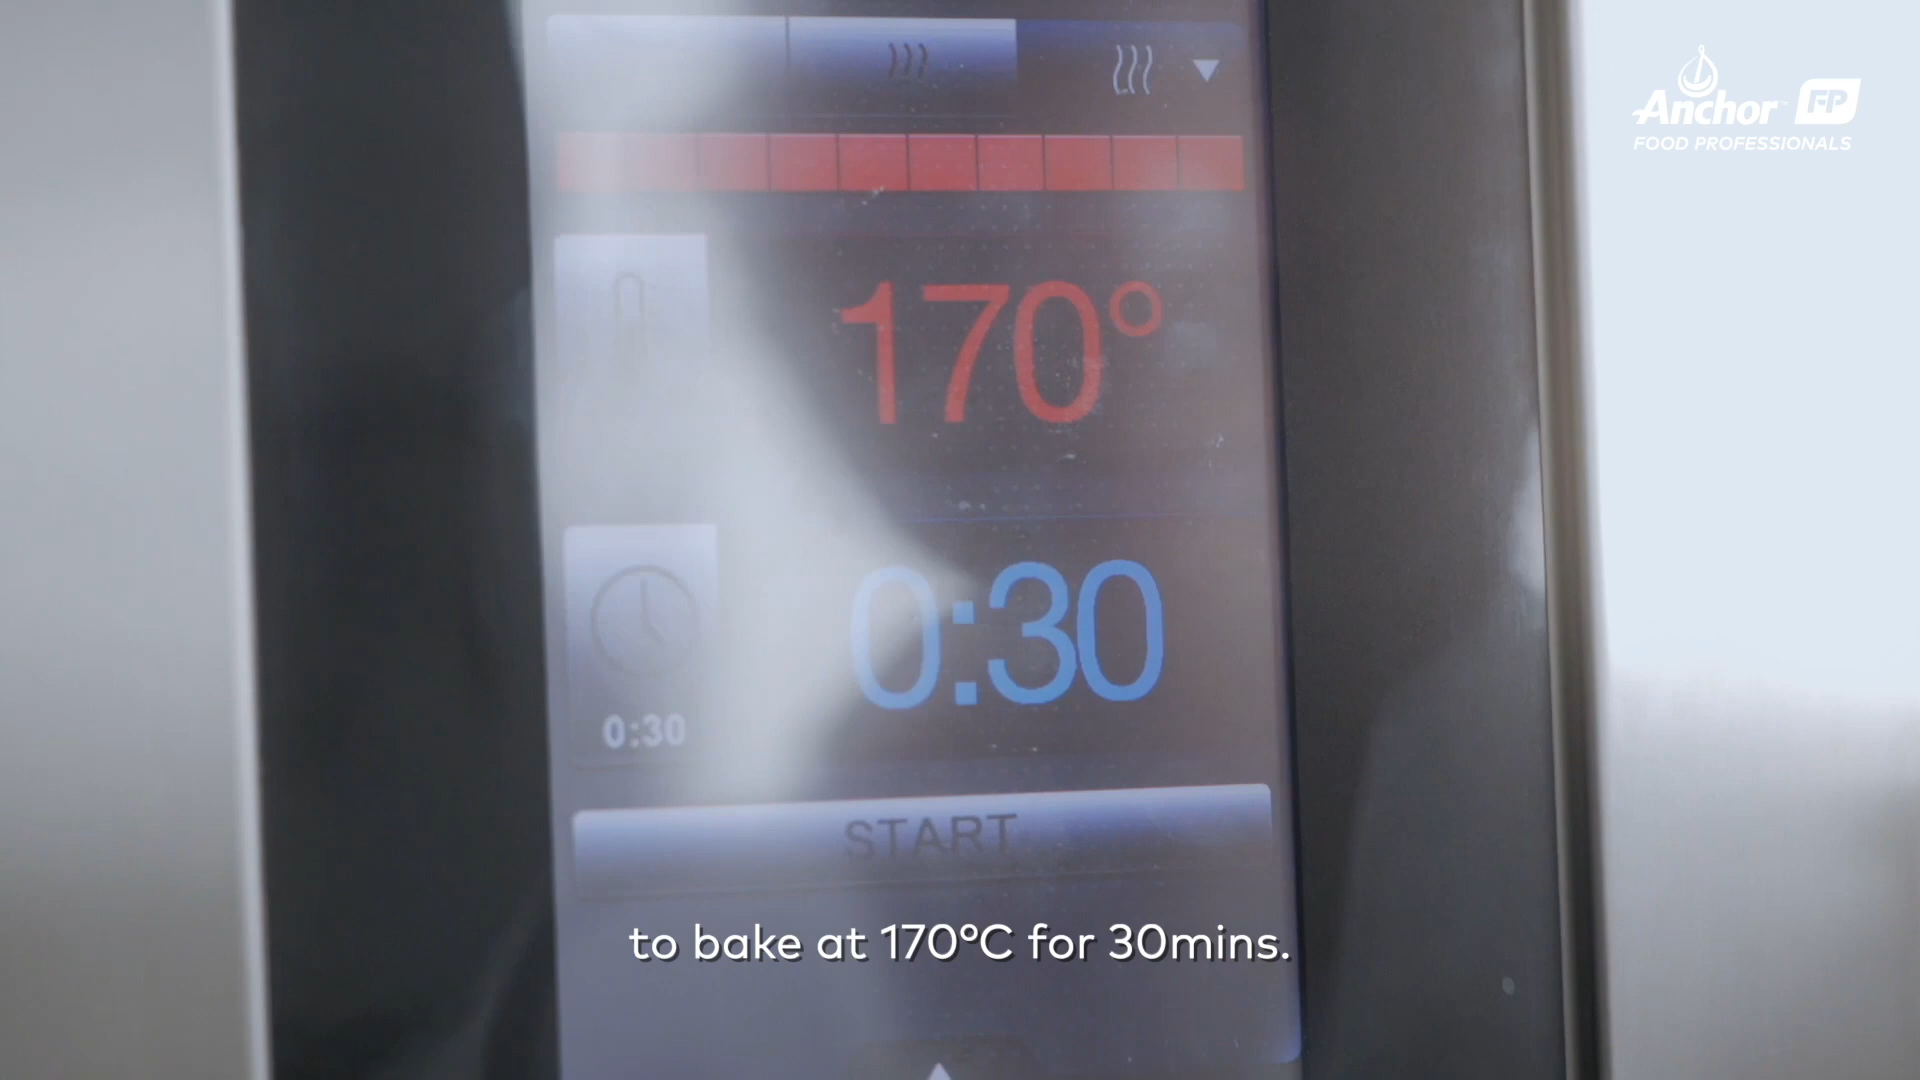 Anchor FP
FOOD PROFESSIONALS
170°
0:30
0:30
START
to bake at 170°C for 30mins.